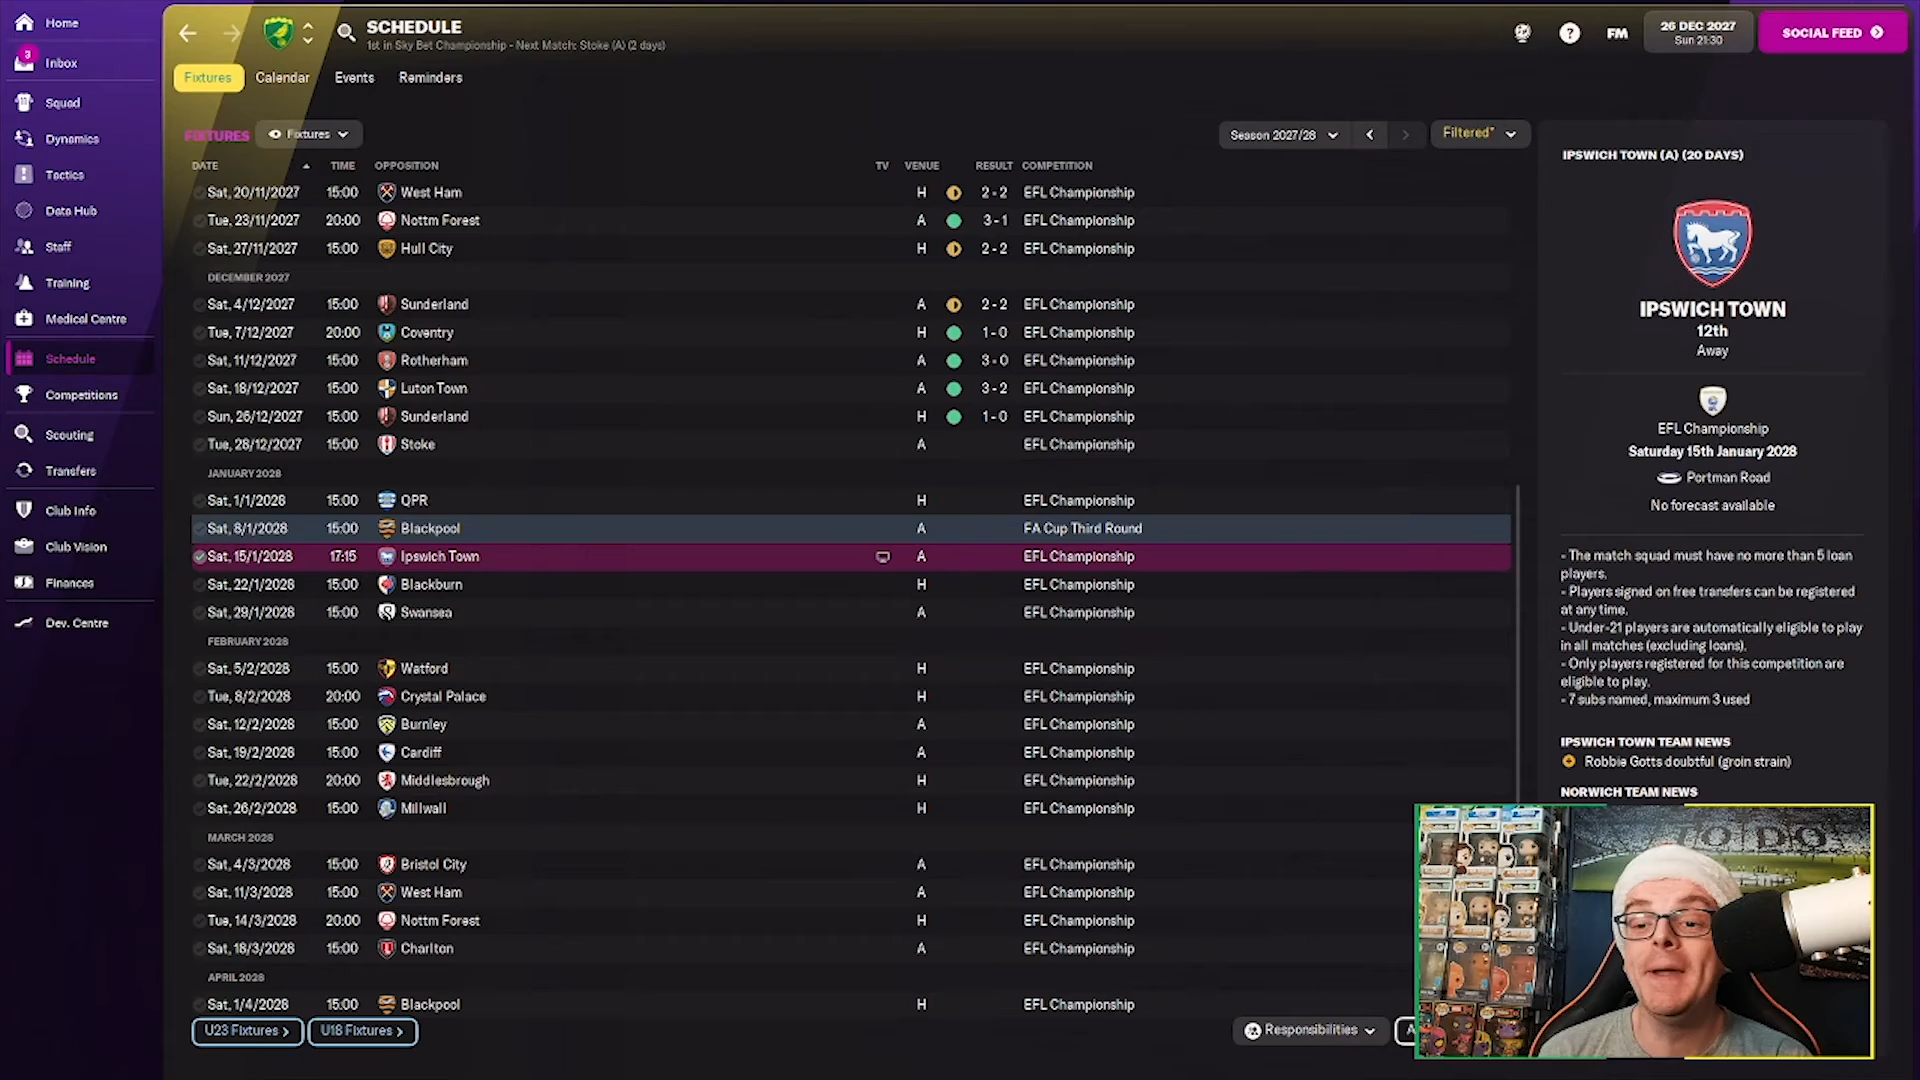 Home
Inbox
3
Squad
Dynamics
Tactics
Data Hub
Staff
Training
Medical Centre
Schedule
Competitions
Scouting
Transfers
Club Info
Club Vision
Finances
Dev. Centre
SCHEDULE
1st in Sky Bet Championship - Next Match: Stoke (A) (2 days)
FM
26 DEC 2027
Sun 21:30
SOCIAL FEED
Fixtures Calendar Events Reminders
FIXTURES Fixtures Season 2027/28 Filtered*
DATE TIME OPPOSITION TV VENUE RESULT COMPETITION
Sat, 20/11/2027 15:00 West Ham H 2 - 2 EFL Championship
Tue, 23/11/2027 20:00 Nottm Forest A 3 - 1 EFL Championship
Sat, 27/11/2027 15:00 Hull City H 2 - 2 EFL Championship
DECEMBER 2027
Sat, 4/12/2027 15:00 Sunderland A 2 - 2 EFL Championship
Tue, 7/12/2027 20:00 Coventry H 1 - 0 EFL Championship
Sat, 11/12/2027 15:00 Rotherham A 3 - 0 EFL Championship
Sat, 18/12/2027 15:00 Luton Town A 3 - 2 EFL Championship
Sun, 26/12/2027 15:00 Sunderland H 1 - 0 EFL Championship
Tue, 28/12/2027 15:00 Stoke A EFL Championship
JANUARY 2028
Sat, 1/1/2028 15:00 QPR H EFL Championship
Sat, 8/1/2028 15:00 Blackpool A FA Cup Third Round
Sat, 15/1/2028 17:15 Ipswich Town A EFL Championship
Sat, 22/1/2028 15:00 Blackburn H EFL Championship
Sat, 29/1/2028 15:00 Swansea A EFL Championship
FEBRUARY 2028
Sat, 5/2/2028 15:00 Watford H EFL Championship
Tue, 8/2/2028 20:00 Crystal Palace H EFL Championship
Sat, 12/2/2028 15:00 Burnley A EFL Championship
Sat, 19/2/2028 15:00 Cardiff A EFL Championship
Tue, 22/2/2028 20:00 Middlesbrough H EFL Championship
Sat, 26/2/2028 15:00 Millwall H EFL Championship
MARCH 2028
Sat, 4/3/2028 15:00 Bristol City A EFL Championship
Sat, 11/3/2028 15:00 West Ham A EFL Championship
Tue, 14/3/2028 20:00 Nottm Forest H EFL Championship
Sat, 18/3/2028 15:00 Charlton A EFL Championship
APRIL 2028
Sat, 1/4/2028 15:00 Blackpool H EFL Championship
U23 Fixtures > U18 Fixtures > Responsibilities
IPSWICH TOWN (A) (20 DAYS)
IPSWICH TOWN
12th
Away
EFL Championship
Saturday 15th January 2028
Portman Road
No forecast available
- The match squad must have no more than 5 loan
players.
- Players signed on free transfers can be registered
at any time.
- Under-21 players are automatically eligible to play
in all matches (excluding loans).
- Only players registered for this competition are
eligible to play.
- 7 subs named, maximum 3 used
IPSWICH TOWN TEAM NEWS
Robbie Gotts doubtful (groin strain)
NORWICH TEAM NEWS